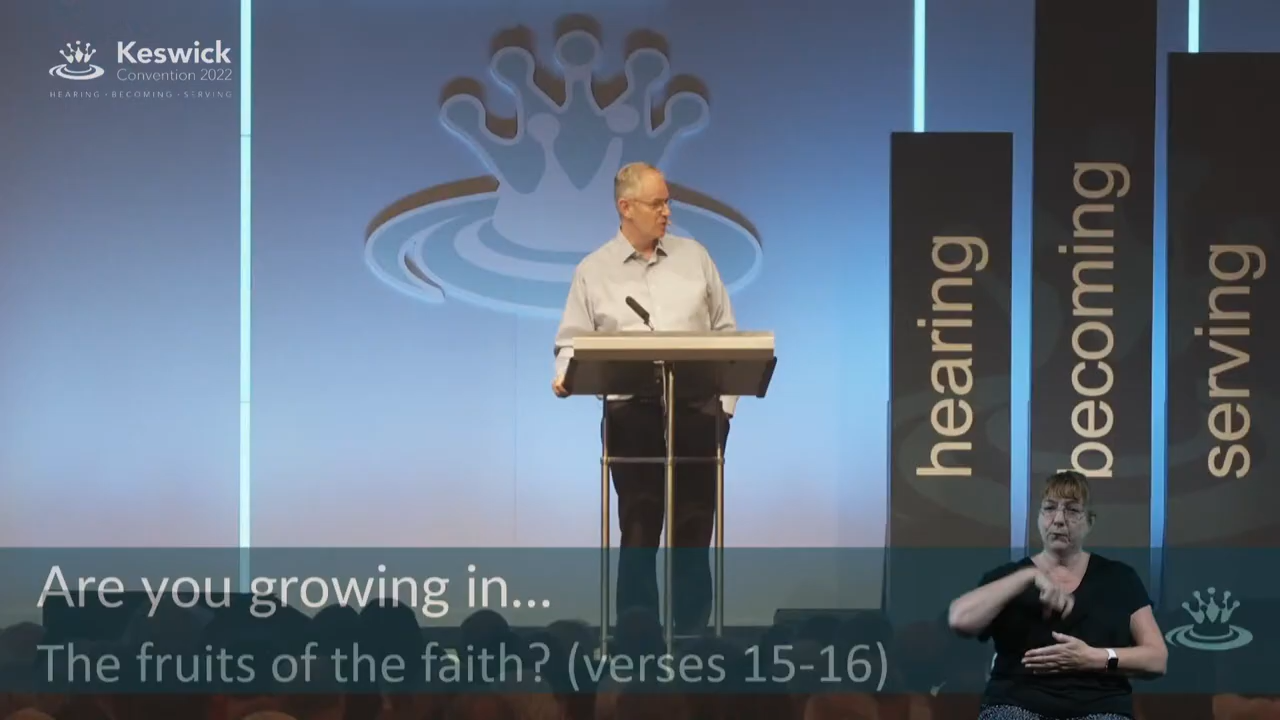 Keswick
Convention 2022
HEARING · BECOMING · SERVING
hearing
becoming
serving
Are you growing in...
The fruits of the faith? (verses 15-16)